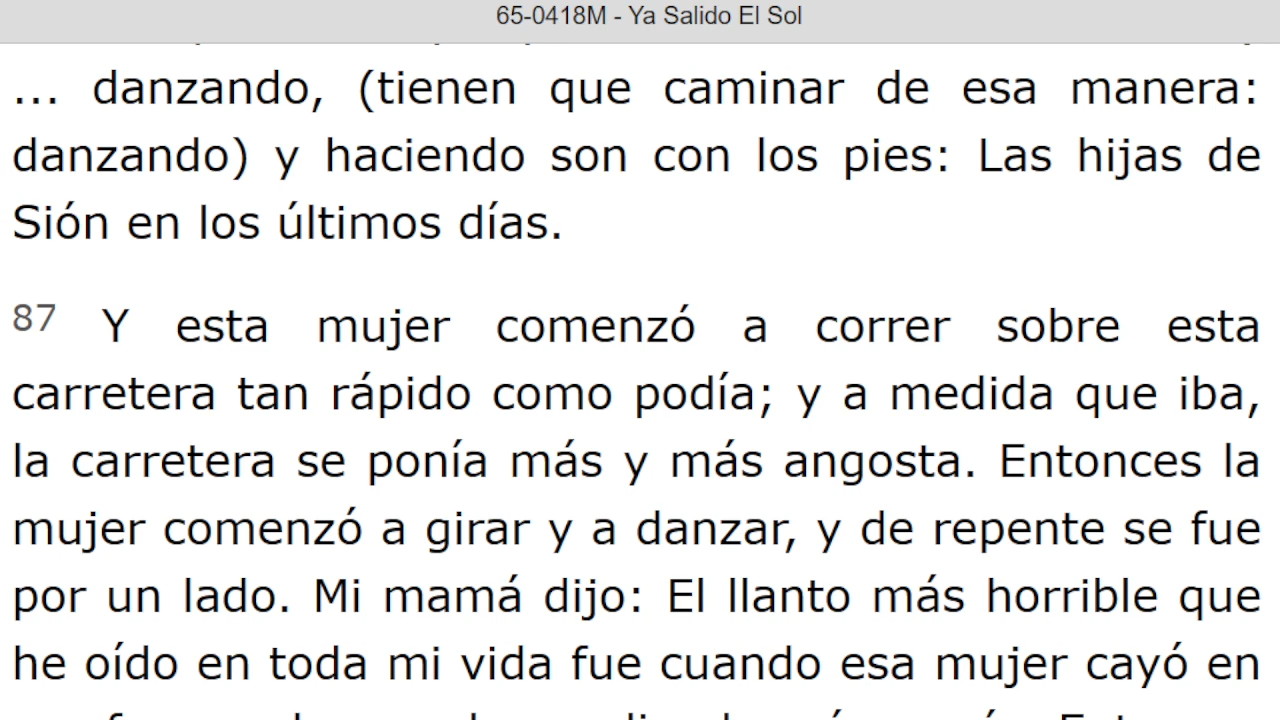 65-0418M - Ya Salido El Sol
... danzando, (tienen que caminar de esa manera:
danzando) y haciendo son con los pies: Las hijas de
Sión en los últimos días.
87 Y esta mujer comenzó a correr sobre esta
carretera tan rápido como podía; y a medida que iba,
la carretera se ponía más y más angosta. Entonces la
mujer comenzó a girar y a danzar, y de repente se fue
por un lado. Mi mamá dijo: El llanto más horrible que
he oído en toda mi vida fue cuando esa mujer cayó en